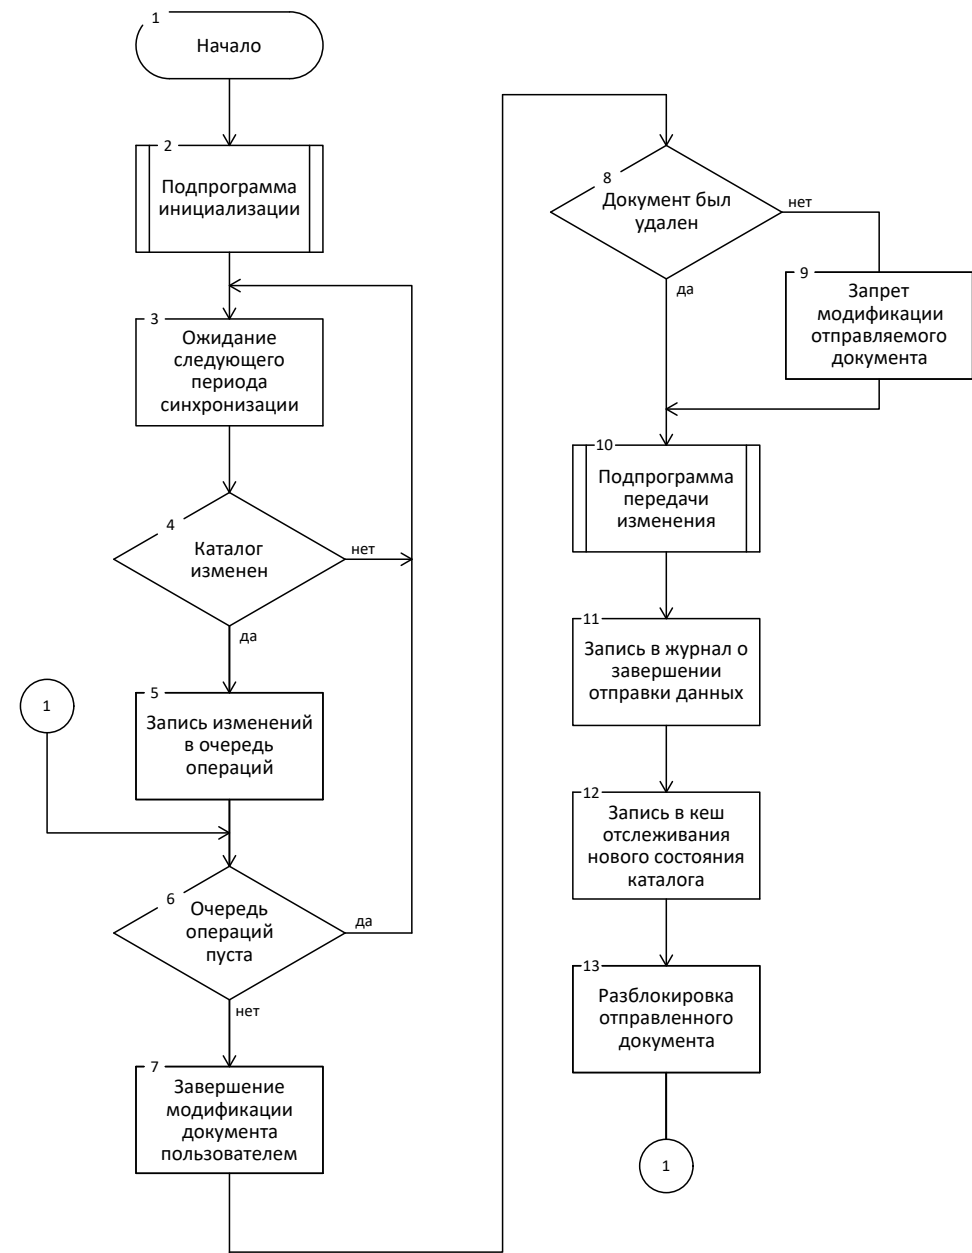 1
Начало
2
Подпрограмма
инициализации
3
Ожидание
следующего
периода
синхронизации
4
Каталог
изменен
нет
да
1
5
Запись изменений
в очередь
операций
6
Очередь
операций
пуста
да
нет
7
Завершение
модификации
документа
пользователем
8
Документ был
удален
нет
да
9
Запрет
модификации
отправляемого
документа
10
Подпрограмма
передачи
изменения
11
Запись в журнал о
завершении
отправки данных
12
Запись в кеш
отслеживания
нового состояния
каталога
13
Разблокировка
отправленного
документа
1